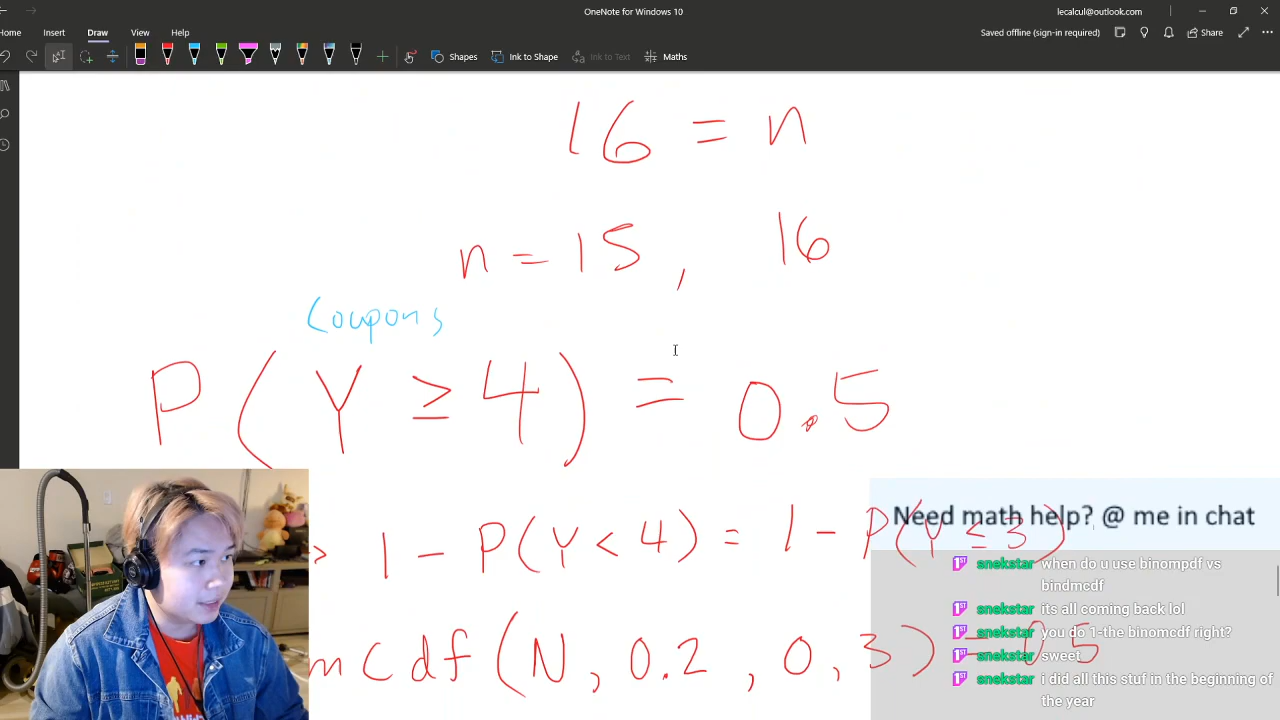 OneNote for Windows 10
lecalcul@outlook.com
Home Insert Draw View Help
Saved offline (sign-in required) Share
Shapes Ink to Shape Ink to Text Maths
16 = n
n = 15, 16
Coupons
P(Y ≥ 4) = 0.5
1 - P(Y < 4) = 1 - P(Y ≤ 3)
Need math help? @ me in chat
mcdf(N, 0.2, 0, 3) = 0.5
snekstar when do u use binompdf vs
bindmcdf
snekstar its all coming back lol
snekstar you do 1-the binomcdf right?
snekstar sweet
snekstar i did all this stuf in the beginning of
the year